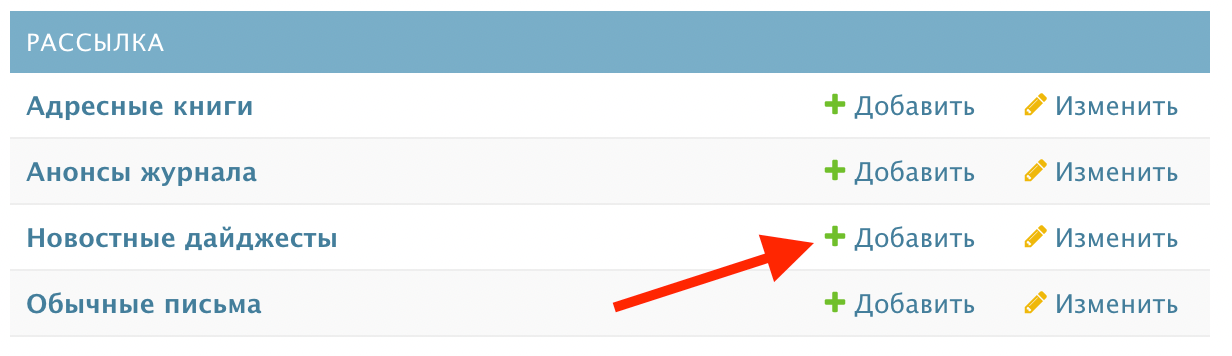 РАССЫЛКА
Адресные книги Добавить Изменить
Анонсы журнала Добавить Изменить
Новостные дайджесты Добавить Изменить
Обычные письма Добавить Изменить